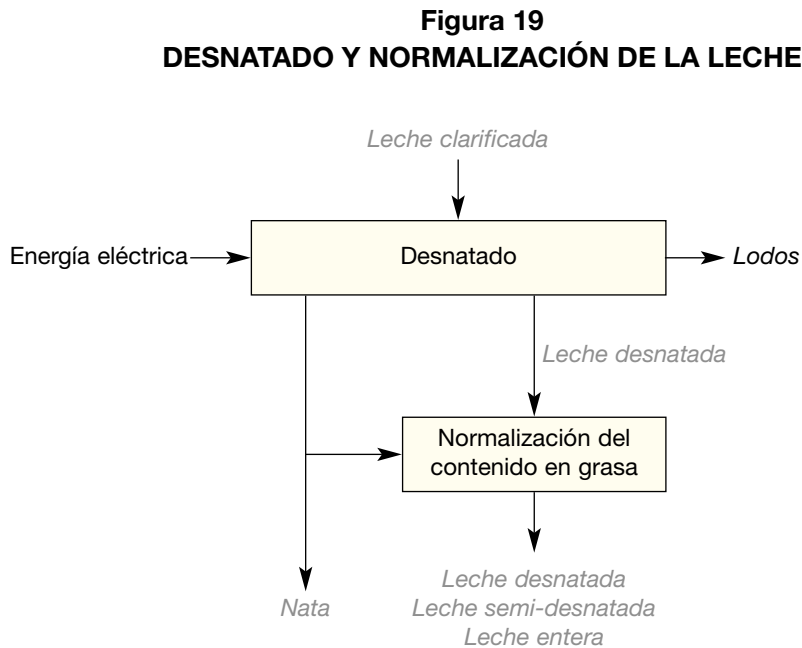 Figura 19
DESNATADO Y NORMALIZACIÓN DE LA LECHE
Leche clarificada
Energía eléctrica
Desnatado
Lodos
Leche desnatada
Normalización del
contenido en grasa
Nata
Leche desnatada
Leche semi-desnatada
Leche entera